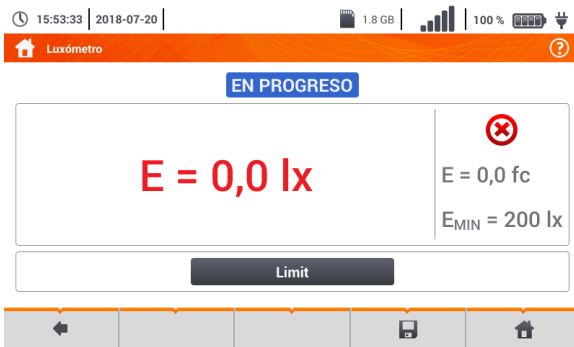 15:53:33 2018-07-20 1.8 GB 100 %
Luxómetro
EN PROGRESO
E = 0,0 lx
E = 0,0 fc
EMIN = 200 lx
Limit